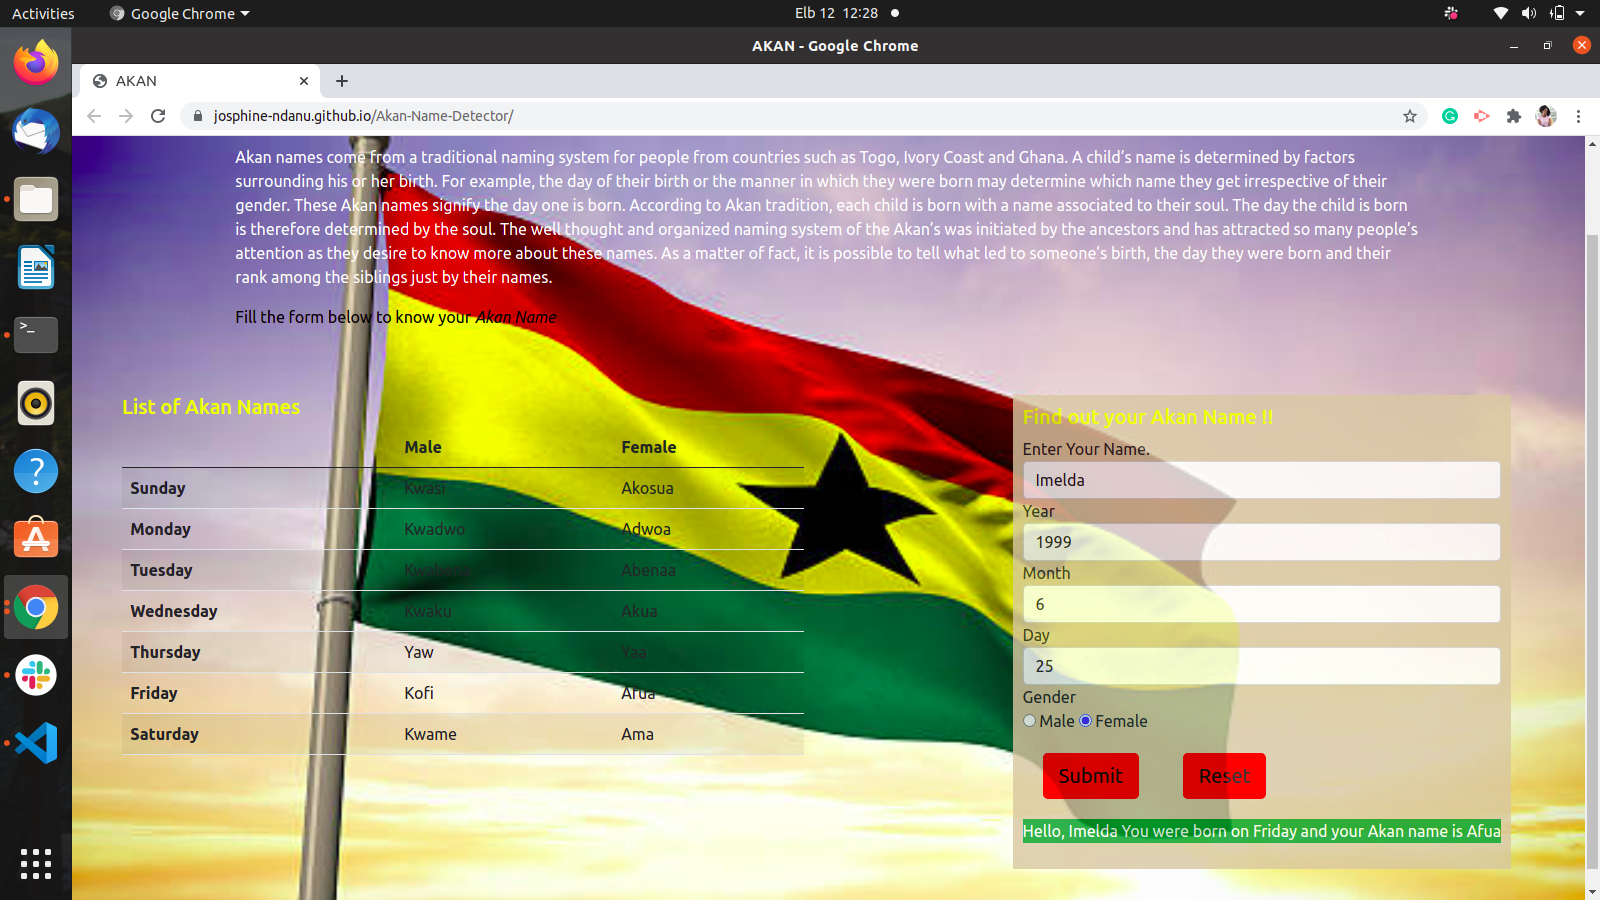 Activities
Google Chrome
Elb 12 12:28
AKAN - Google Chrome
AKAN
josphine-ndanu.github.io/Akan-Name-Detector/
Akan names come from a traditional naming system for people from countries such as Togo, Ivory Coast and Ghana. A child’s name is determined by factors
surrounding his or her birth. For example, the day of their birth or the manner in which they were born may determine which name they get irrespective of their
gender. These Akan names signify the day one is born. According to Akan tradition, each child is born with a name associated to their soul. The day the child is born
is therefore determined by the soul. The well thought and organized naming system of the Akan’s was initiated by the ancestors and has attracted so many people’s
attention as they desire to know more about these names. As a matter of fact, it is possible to tell what led to someone’s birth, the day they were born and their
rank among the siblings just by their names.
Fill the form below to know your Akan Name
List of Akan Names
Male Female
Sunday Kwasi Akosua
Monday Kwadwo Adwoa
Tuesday Abenaa
Wednesday Kwaku Akua
Thursday Yaw Yaa
Friday Kofi Afua
Saturday Kwame Ama
Find out your Akan Name !!
Enter Your Name.
Imelda
Year
1999
Month
6
Day
25
Gender
Male Female
Submit Reset
Hello, Imelda You were born on Friday and your Akan name is Afua